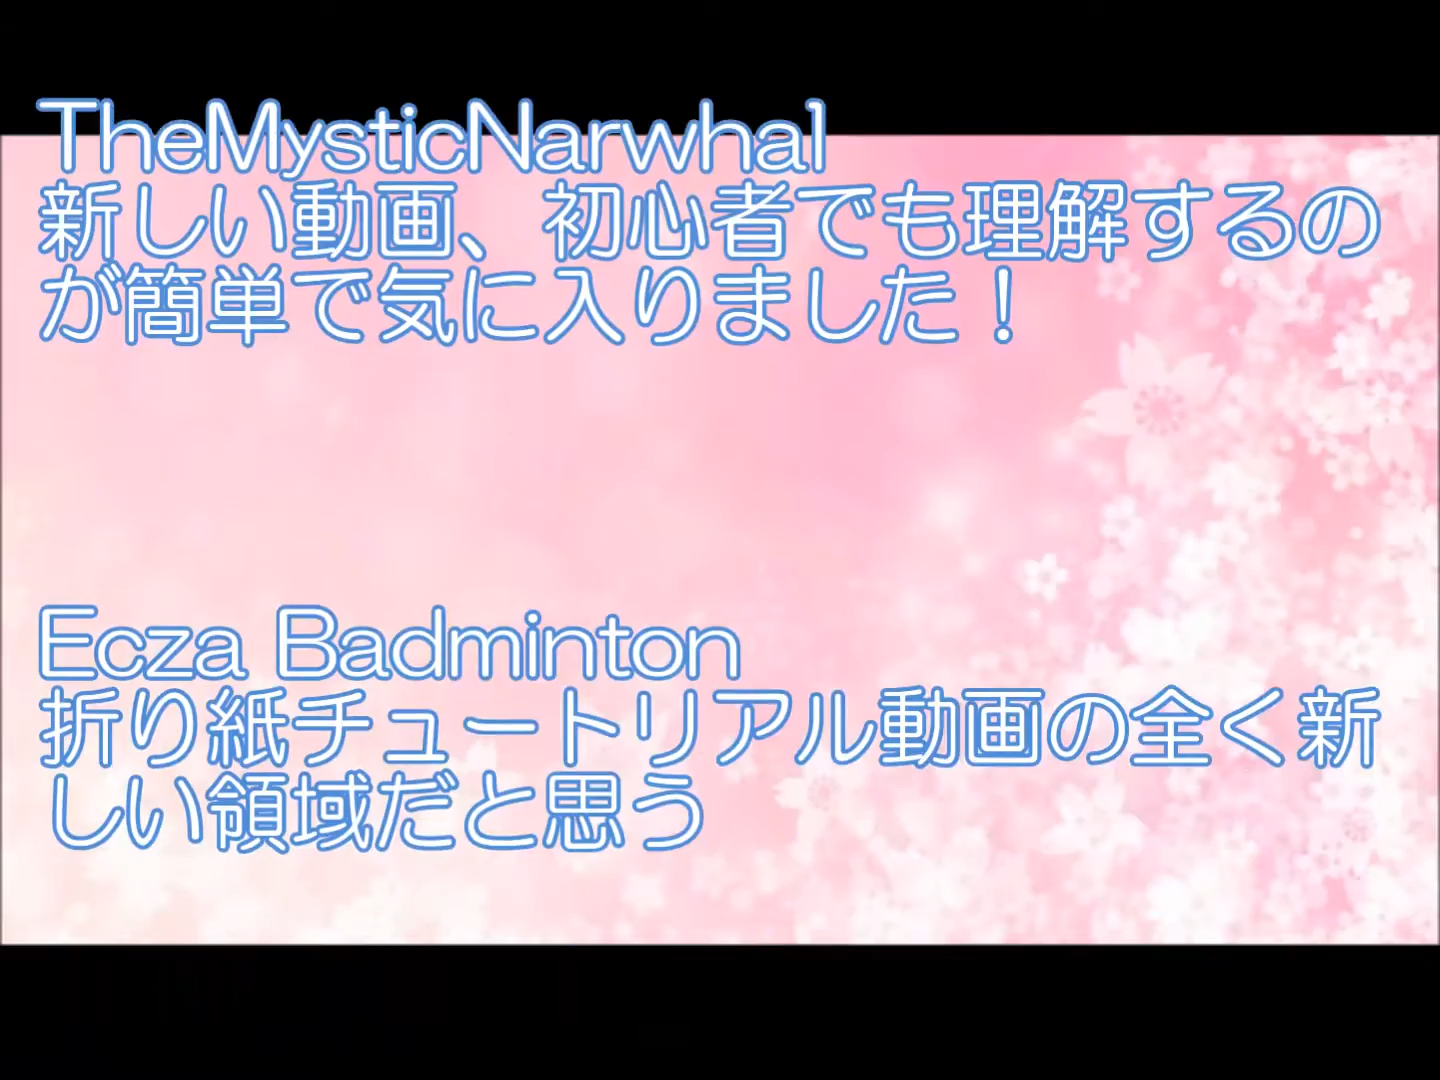 TheMysticNarwhal
新しい動画、初心者でも理解するの
が簡単で気に入りました！
Ecza Badminton
折り紙チュートリアル動画の全く新
しい領域だと思う